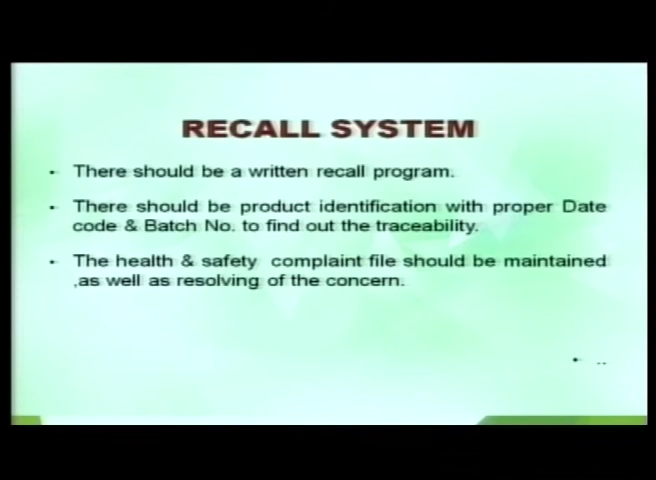 RECALL SYSTEM
• There should be a written recall program.
• There should be product identification with proper Date
code & Batch No. to find out the traceability.
• The health & safety complaint file should be maintained
,as well as resolving of the concern.
• ..